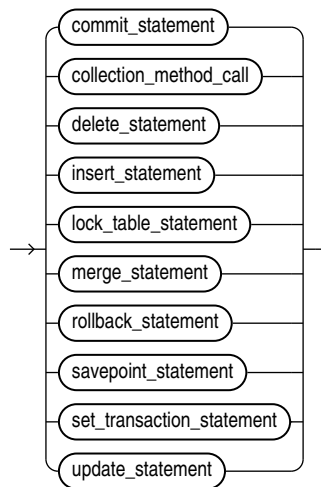 commit_statement
collection_method_call
delete_statement
insert_statement
lock_table_statement
merge_statement
rollback_statement
savepoint_statement
set_transaction_statement
update_statement